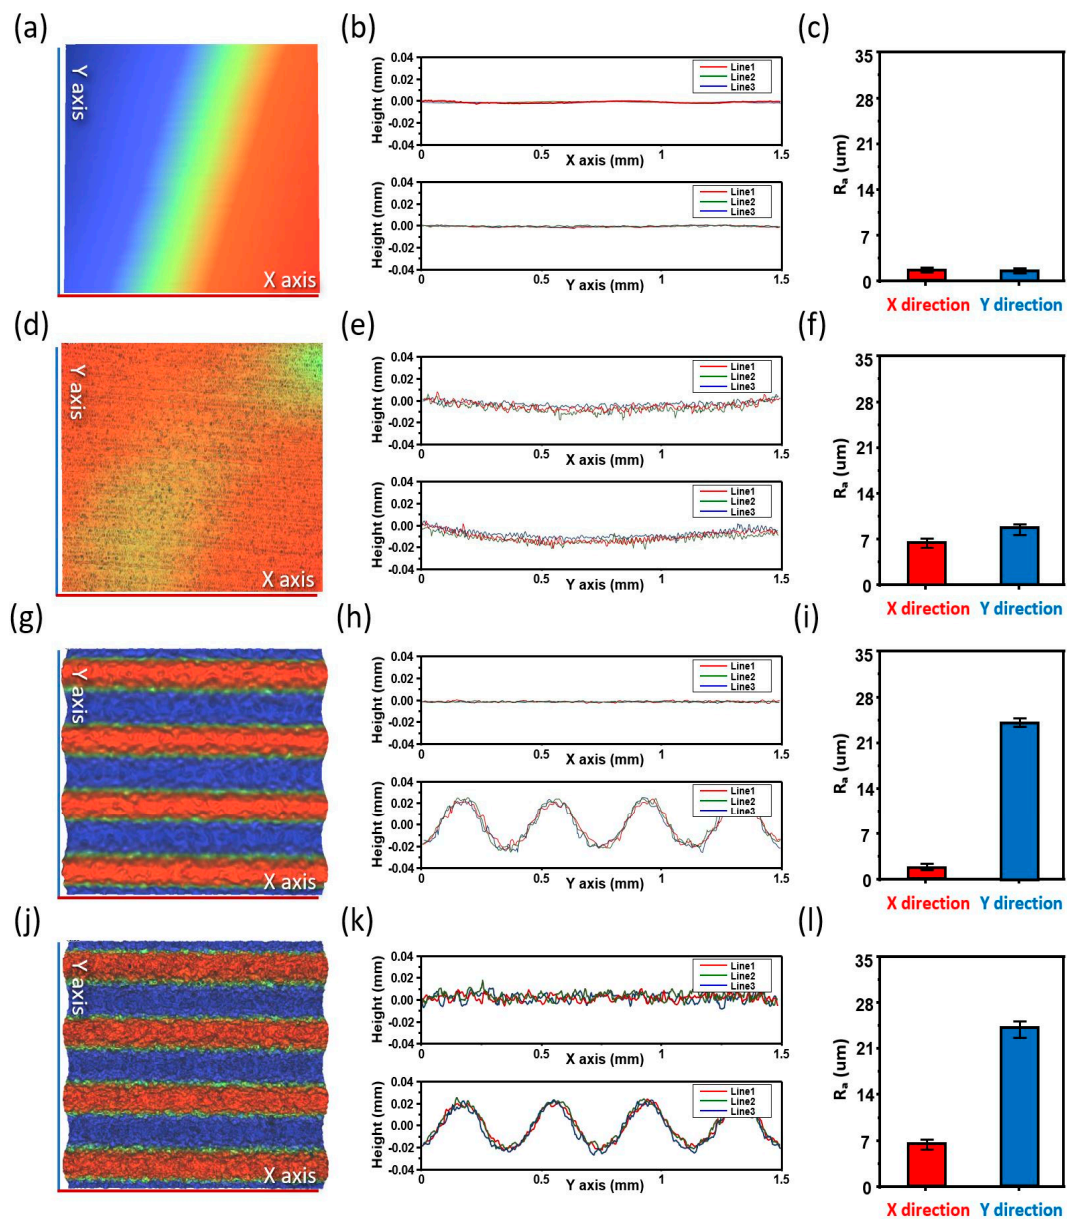 (a)
Y axis
X axis
(b)
Height (mm)
0.04
0.02
0.00
-0.02
-0.04
Line1
Line2
Line3
0
0.5
1
1.5
X axis (mm)
Height (mm)
0.04
0.02
0.00
-0.02
-0.04
Line1
Line2
Line3
0
0.5
1
1.5
Y axis (mm)
(c)
Rₐ (um)
35
28
21
14
7
0
X direction
Y direction
(d)
Y axis
X axis
(e)
Height (mm)
0.04
0.02
0.00
-0.02
-0.04
Line1
Line2
Line3
0
0.5
1
1.5
X axis (mm)
Height (mm)
0.04
0.02
0.00
-0.02
-0.04
Line1
Line2
Line3
0
0.5
1
1.5
Y axis (mm)
(f)
Rₐ (um)
35
28
21
14
7
0
X direction
Y direction
(g)
Y axis
X axis
(h)
Height (mm)
0.04
0.02
0.00
-0.02
-0.04
Line1
Line2
Line3
0
0.5
1
1.5
X axis (mm)
Height (mm)
0.04
0.02
0.00
-0.02
-0.04
Line1
Line2
Line3
0
0.5
1
1.5
Y axis (mm)
(i)
Rₐ (um)
35
28
21
14
7
0
X direction
Y direction
(j)
Y axis
X axis
(k)
Height (mm)
0.04
0.02
0.00
-0.02
-0.04
Line1
Line2
Line3
0
0.5
1
1.5
X axis (mm)
Height (mm)
0.04
0.02
0.00
-0.02
-0.04
Line1
Line2
Line3
0
0.5
1
1.5
Y axis (mm)
(l)
Rₐ (um)
35
28
21
14
7
0
X direction
Y direction